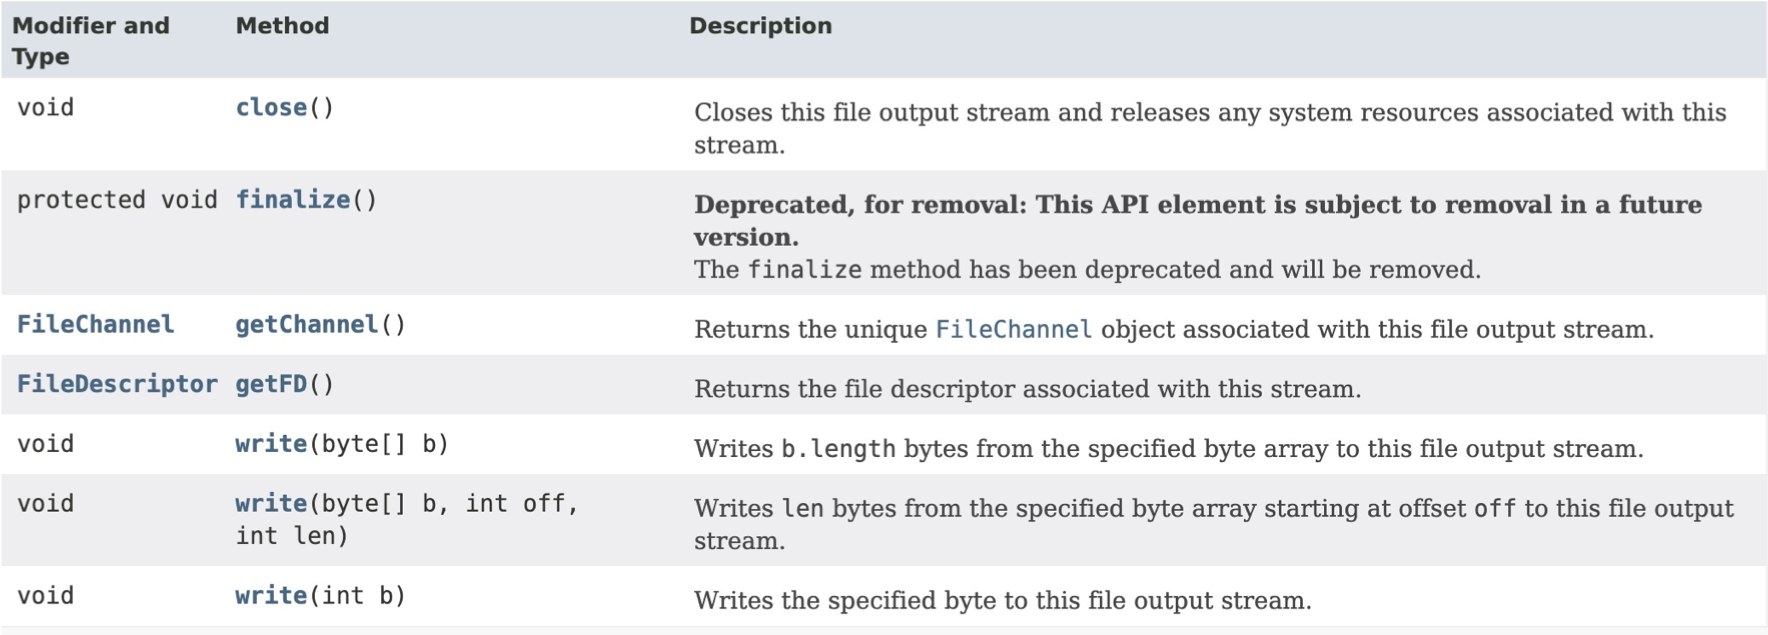 Modifier and Type Method Description
void close() Closes this file output stream and releases any system resources associated with this
stream.
protected void finalize() Deprecated, for removal: This API element is subject to removal in a future
version.
The finalize method has been deprecated and will be removed.
FileChannel getChannel() Returns the unique FileChannel object associated with this file output stream.
FileDescriptor getFD() Returns the file descriptor associated with this stream.
void write(byte[] b) Writes b.length bytes from the specified byte array to this file output stream.
void write(byte[] b, int off, int len) Writes len bytes from the specified byte array starting at offset off to this file output
stream.
void write(int b) Writes the specified byte to this file output stream.